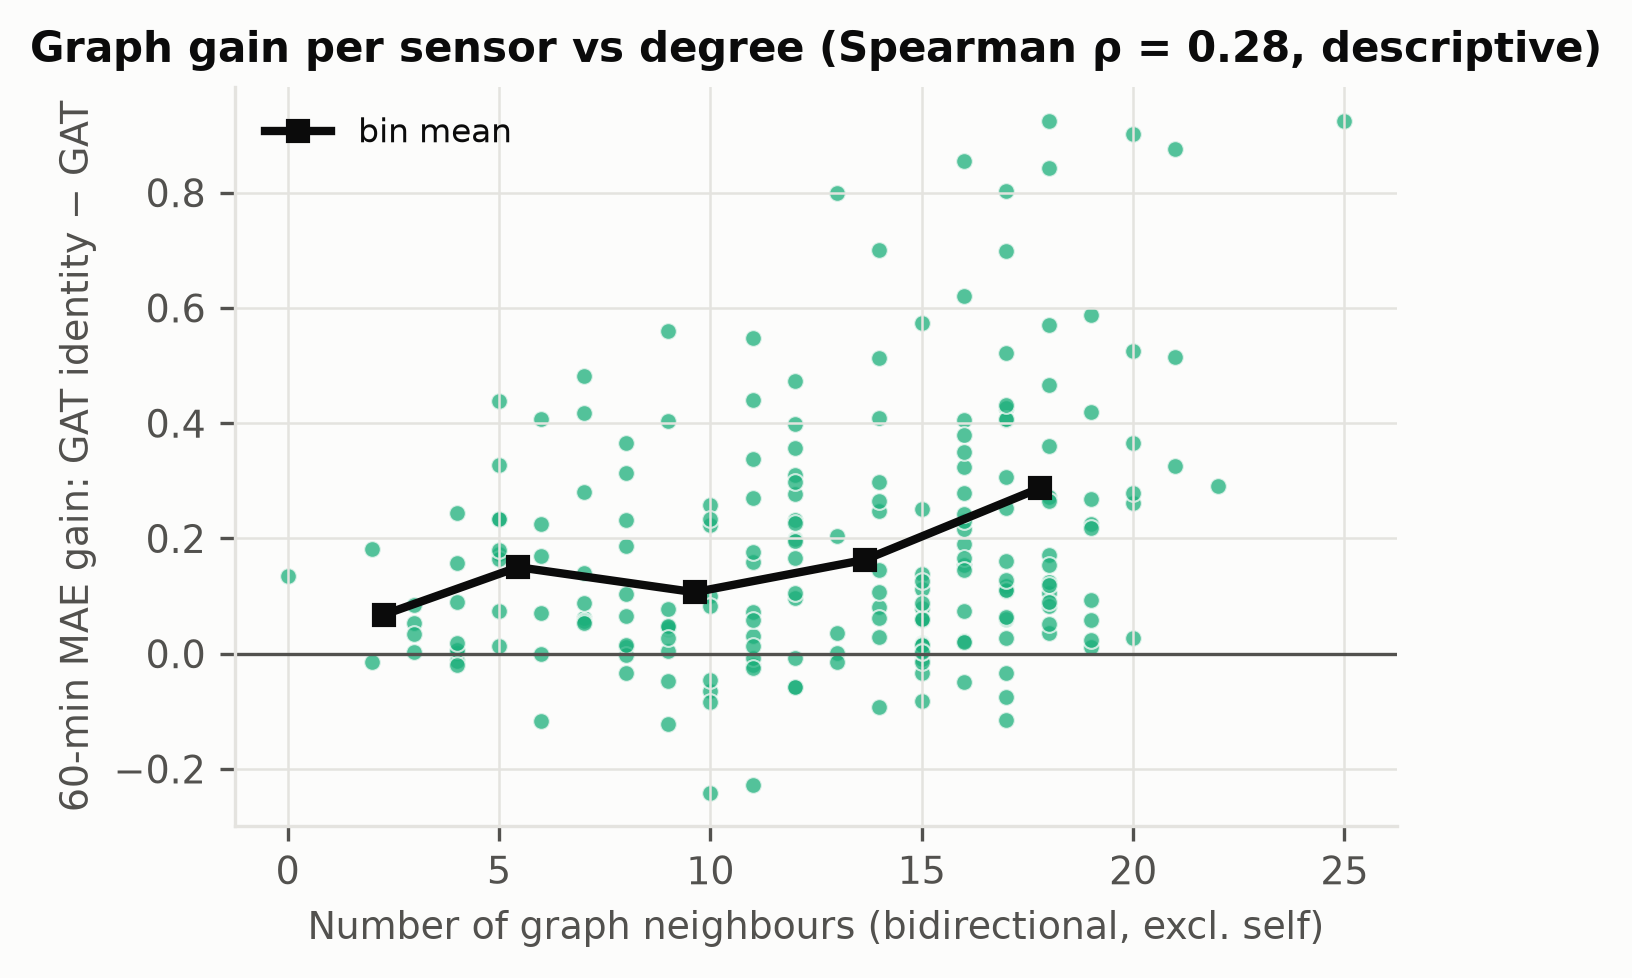 Graph gain per sensor vs degree (Spearman ρ = 0.28, descriptive)
bin mean
60-min MAE gain: GAT identity − GAT
0.8
0.6
0.4
0.2
0.0
−0.2
0 5 10 15 20 25
Number of graph neighbours (bidirectional, excl. self)